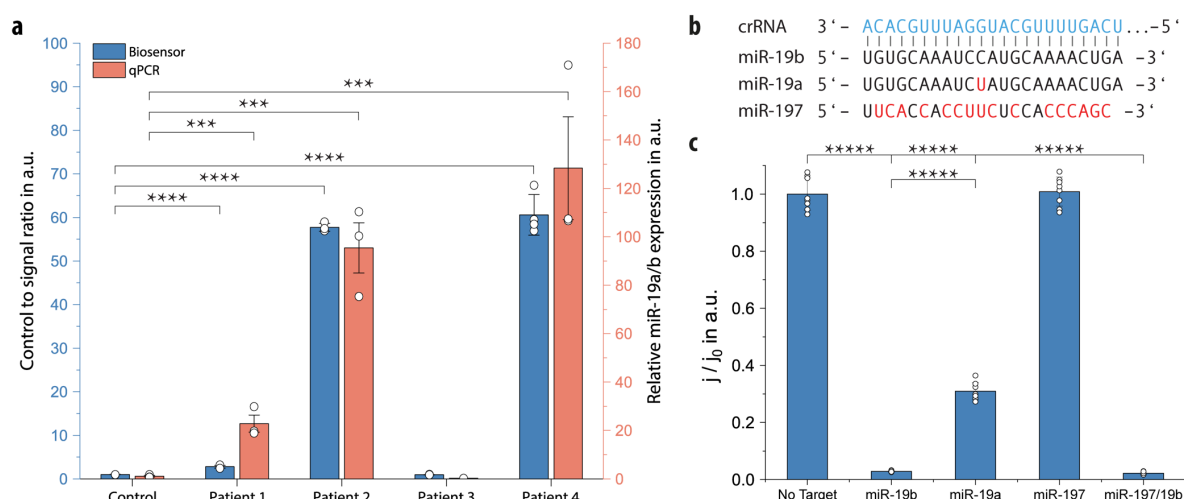 a
Biosensor
qPCR
Control to signal ratio in a.u.
100
90
80
70
60
50
40
30
20
10
0
180
160
140
120
100
80
60
40
20
0
Relative miR-19a/b expression in a.u.
***
***
***
****
****
****
Control
Patient 1
Patient 2
Patient 3
Patient 4
b
crRNA 3‘ – ACACGUUUAGGUACGUUUUGACU ...–5‘
miR-19b 5‘ – UGUGCAAAUCCAUGCAAAACUGA –3‘
miR-19a 5‘ – UGUGCAAAUCUAUGCAAAACUGA –3‘
miR-197 5‘ – UUCACCACCUUCUCCACCCAGC –3‘
c
***** ***** *****
*****
j / j0 in a.u.
1.0
0.8
0.6
0.4
0.2
0.0
No Target
miR-19b
miR-19a
miR-197
miR-197/19b